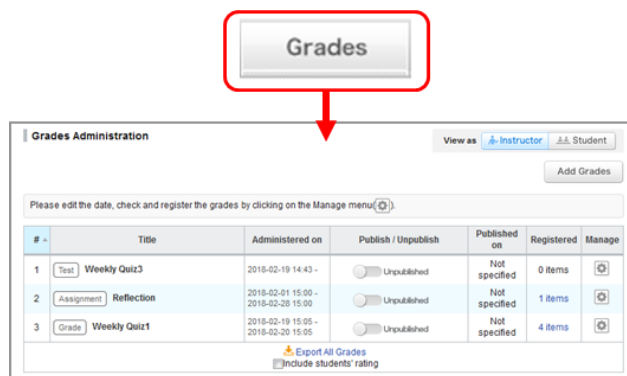 Grades
Grades Administration
View as Instructor Student
Add Grades
Please edit the date, check and register the grades by clicking on the Manage menu( ).
# Title Administered on Publish / Unpublish Published on Registered Manage
1 Test Weekly Quiz3 2018-02-19 14:43 - Unpublished Not specified 0 items
2 Assignment Reflection 2018-02-01 15:00 - 2018-02-28 15:00 Unpublished Not specified 1 items
3 Grade Weekly Quiz1 2018-02-19 15:05 - 2018-02-20 15:05 Unpublished Not specified 4 items
Export All Grades
Include students' rating